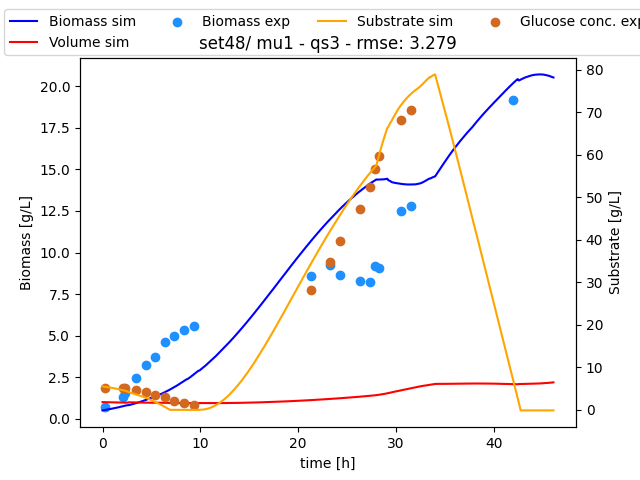 Biomass sim Biomass exp Substrate sim Glucose conc. exp
Volume sim
set48/ mu1 - qs3 - rmse: 3.279
20.0
17.5
15.0
12.5
10.0
7.5
5.0
2.5
0.0
Biomass [g/L]
80
70
60
50
40
30
20
10
0
Substrate [g/L]
0 10 20 30 40
time [h]